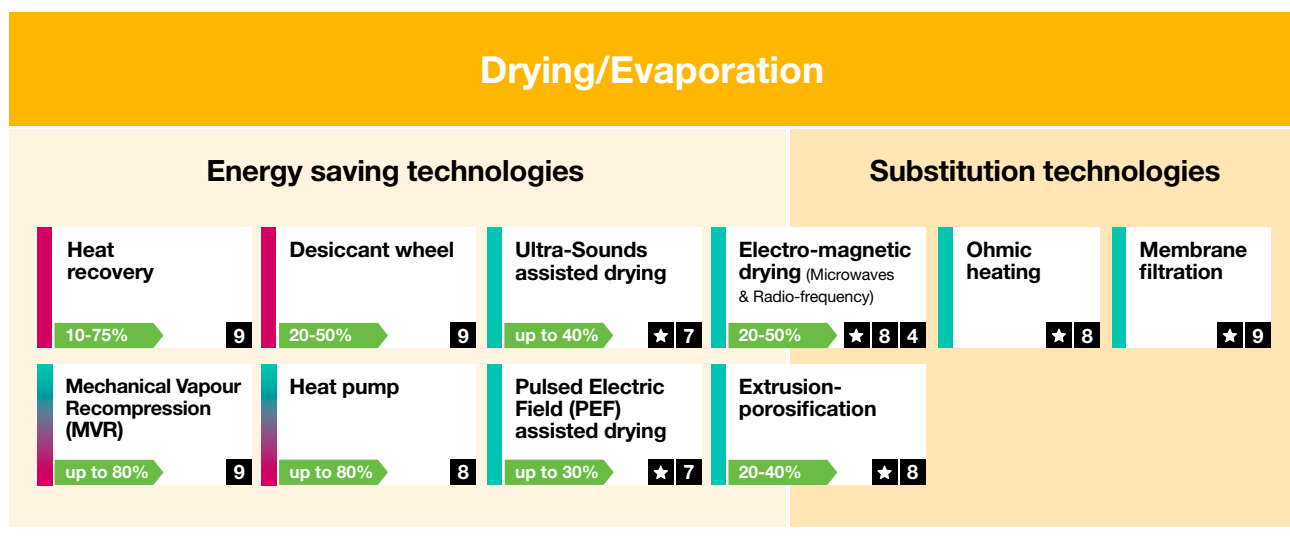 Drying/Evaporation
Energy saving technologies
Substitution technologies
Heat
recovery
10-75%
9
Desiccant wheel
20-50%
9
Ultra-Sounds
assisted drying
up to 40%
★ 7
Electro-magnetic
drying (Microwaves
& Radio-frequency)
20-50%
★ 8 4
Ohmic
heating
★ 8
Membrane
filtration
★ 9
Mechanical Vapour
Recompression
(MVR)
up to 80%
9
Heat pump
up to 80%
8
Pulsed Electric
Field (PEF)
assisted drying
up to 30%
★ 7
Extrusion-
porosification
20-40%
★ 8